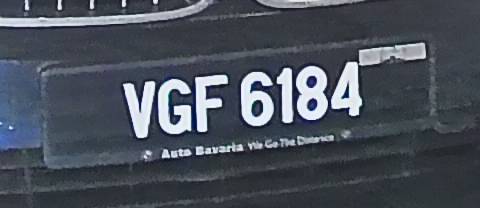 VGF 6184
Auto Bavaria We Go The Distance